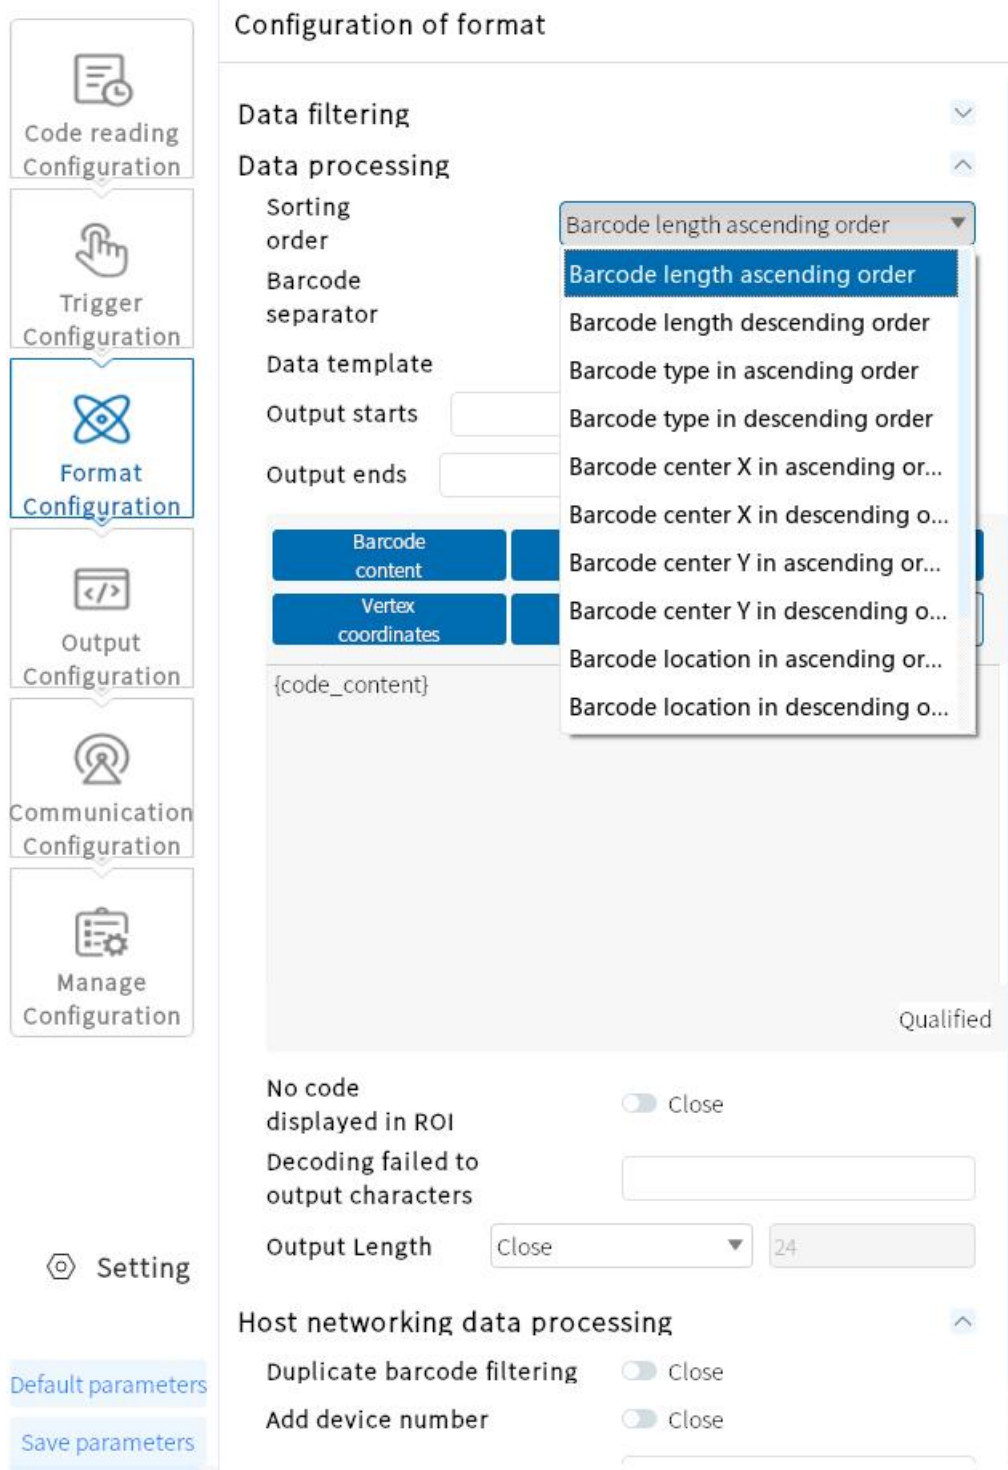 Configuration of format
Code reading
Configuration
Trigger
Configuration
Format
Configuration
Output
Configuration
Communication
Configuration
Manage
Configuration
Setting
Default parameters
Save parameters
Data filtering
Data processing
Sorting
order
Barcode length ascending order
Barcode length ascending order
Barcode length descending order
Barcode type in ascending order
Barcode type in descending order
Barcode center X in ascending or...
Barcode center X in descending o...
Barcode center Y in ascending or...
Barcode center Y in descending o...
Barcode location in ascending or...
Barcode location in descending o...
Barcode
separator
Data template
Output starts
Output ends
Barcode
content
Vertex
coordinates
{code_content}
Qualified
No code
displayed in ROI
Close
Decoding failed to
output characters
Output Length
Close
24
Host networking data processing
Duplicate barcode filtering
Close
Add device number
Close